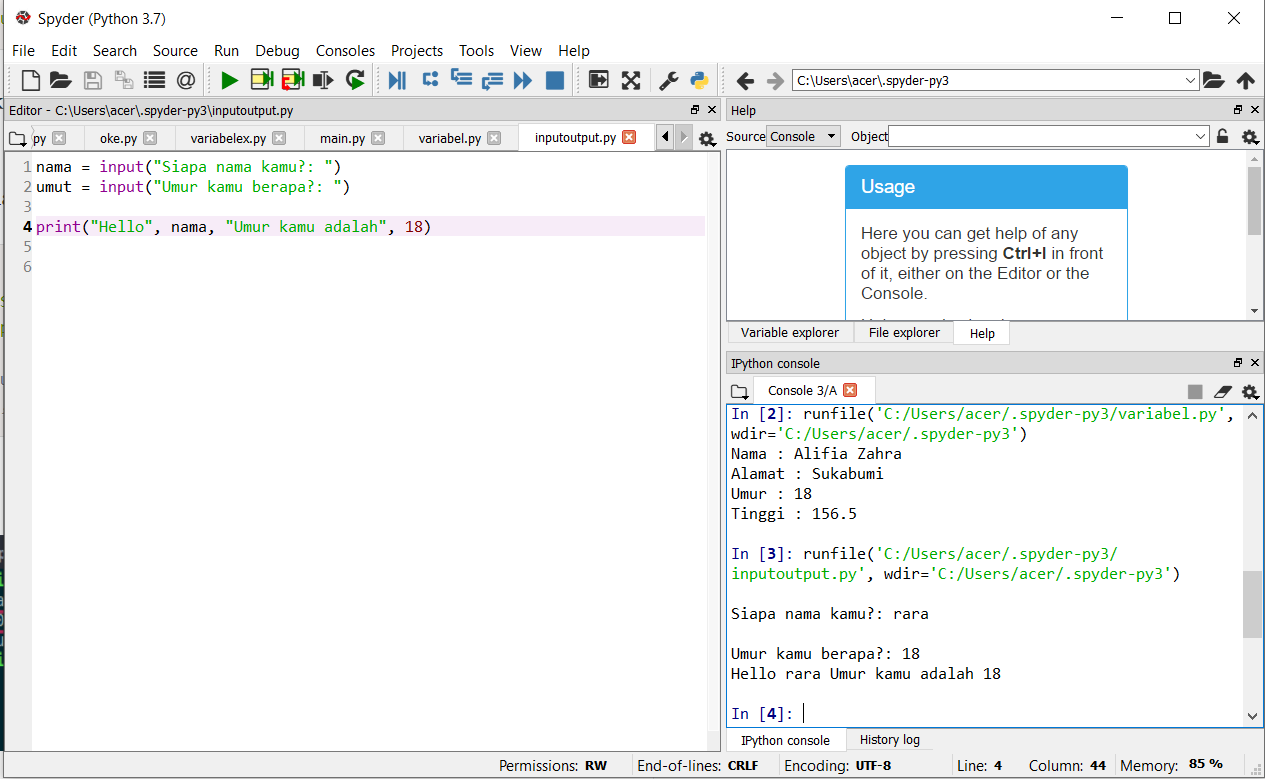 Spyder (Python 3.7)
File Edit Search Source Run Debug Consoles Projects Tools View Help
C:\Users\acer\.spyder-py3
Editor - C:\Users\acer\.spyder-py3\inputoutput.py
py oke.py variabelex.py main.py variabel.py inputoutput.py
1 nama = input("Siapa nama kamu?: ")
2 umut = input("Umur kamu berapa?: ")
3
4 print("Hello", nama, "Umur kamu adalah", 18)
5
6
Help
Source Console Object
Usage
Here you can get help of any
object by pressing Ctrl+I in front
of it, either on the Editor or the
Console.
Variable explorer File explorer Help
IPython console
Console 3/A
In [2]: runfile('C:/Users/acer/.spyder-py3/variabel.py',
wdir='C:/Users/acer/.spyder-py3')
Nama : Alifia Zahra
Alamat : Sukabumi
Umur : 18
Tinggi : 156.5
In [3]: runfile('C:/Users/acer/.spyder-py3/
inputoutput.py', wdir='C:/Users/acer/.spyder-py3')
Siapa nama kamu?: rara
Umur kamu berapa?: 18
Hello rara Umur kamu adalah 18
In [4]:
IPython console History log
Permissions: RW End-of-lines: CRLF Encoding: UTF-8 Line: 4 Column: 44 Memory: 85 %